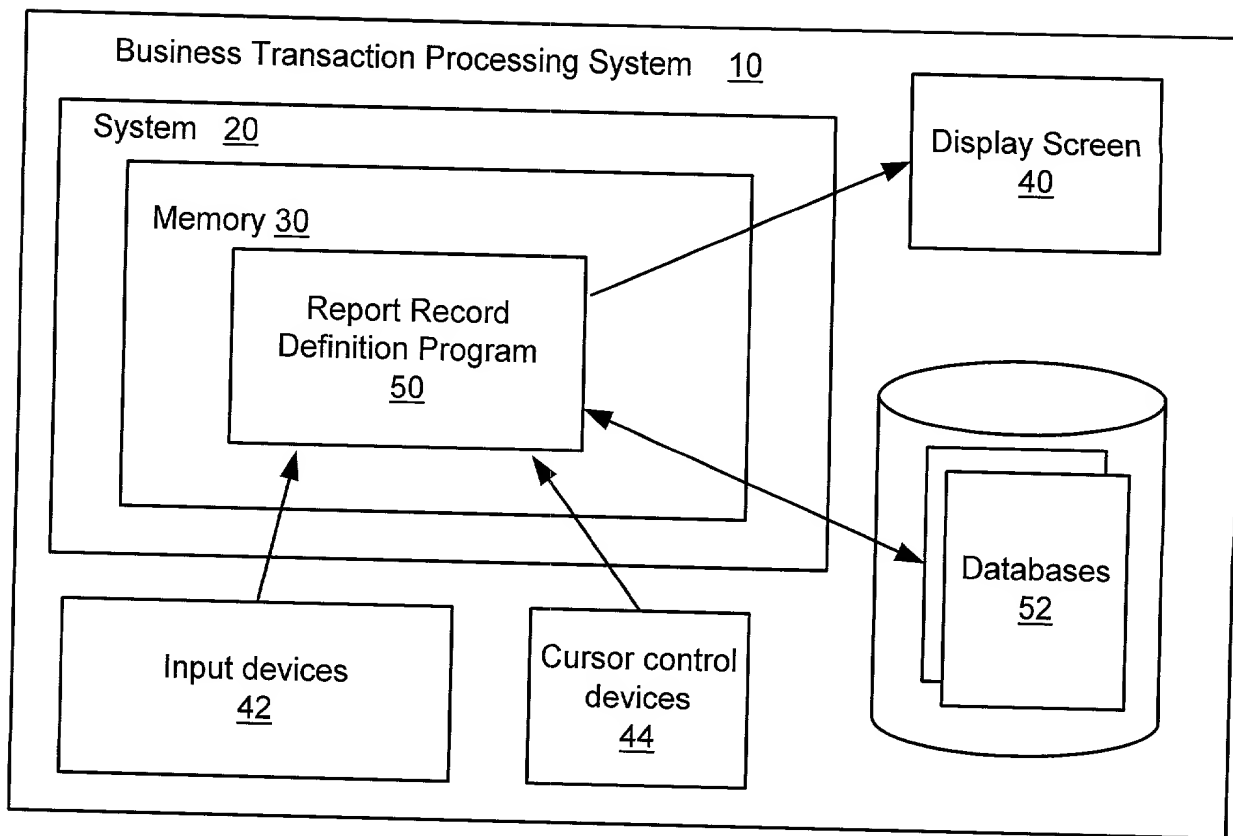 Business Transaction Processing System 10
System 20
Memory 30
Report Record
Definition Program
50
Display Screen
40
Databases
52
Input devices
42
Cursor control
devices
44